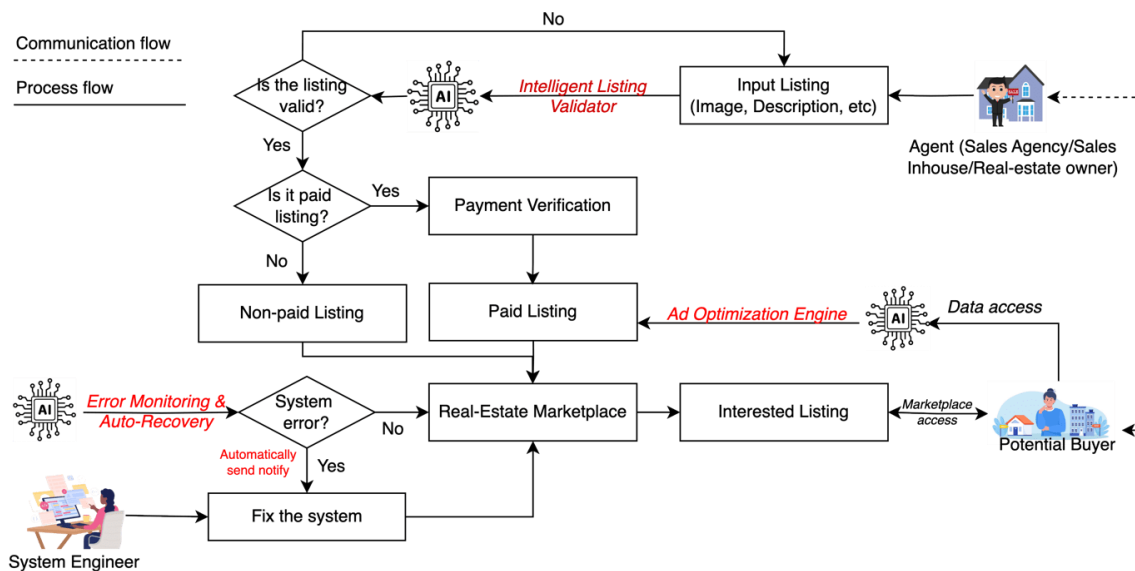 No
Communication flow
Process flow
Is the listing
valid?
AI
Intelligent Listing
Validator
Input Listing
(Image, Description, etc)
Agent (Sales Agency/Sales
Inhouse/Real-estate owner)
Yes
Is it paid
listing?
Yes
Payment Verification
No
Non-paid Listing
Paid Listing
Ad Optimization Engine
AI
Data access
AI
Error Monitoring &
Auto-Recovery
System
error?
No
Real-Estate Marketplace
Interested Listing
Marketplace
access
Potential Buyer
Automatically
send notify
Yes
Fix the system
System Engineer